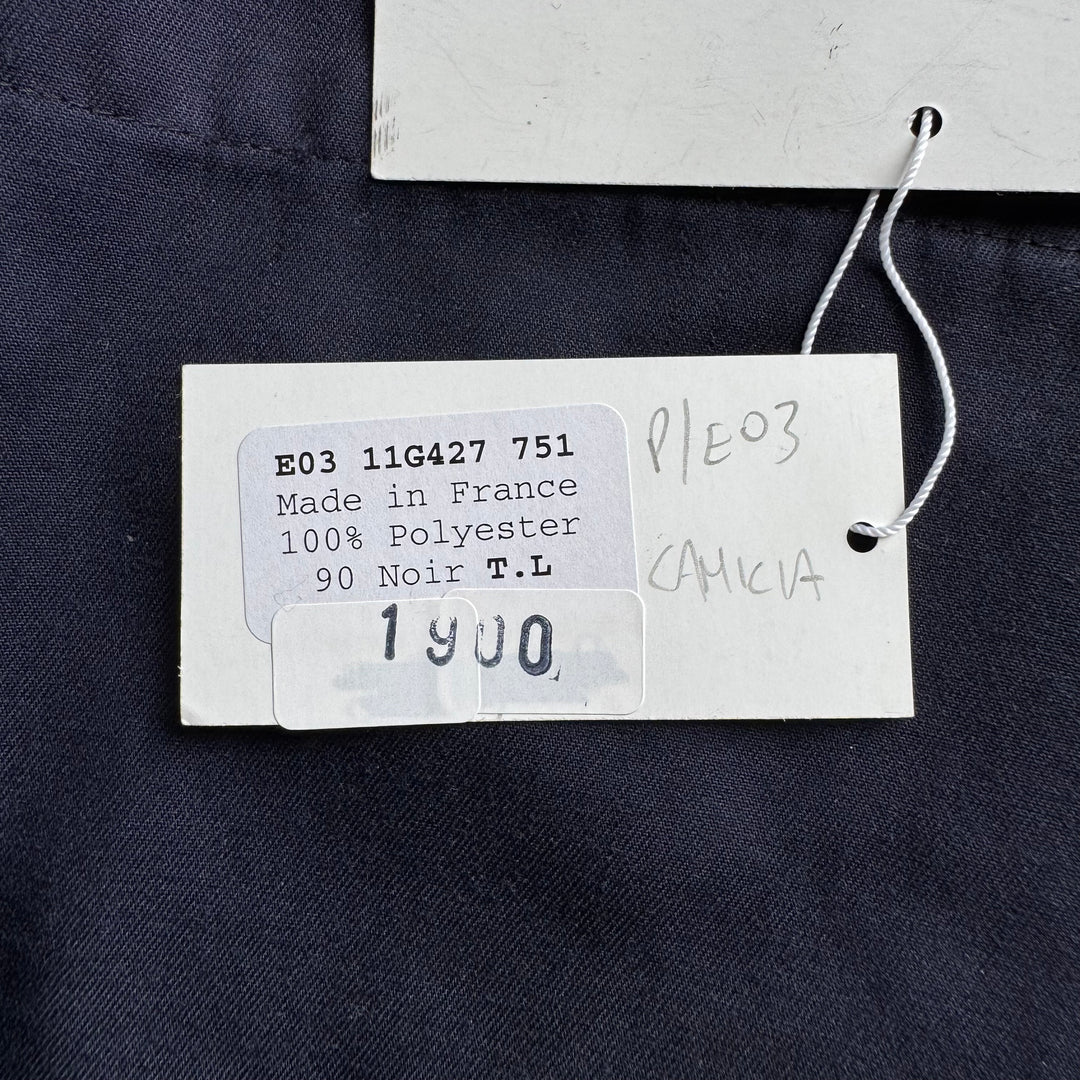 E03 11G427 751
Made in France
100% Polyester
90 Noir T.L
1900
P/E03
CAMICIA